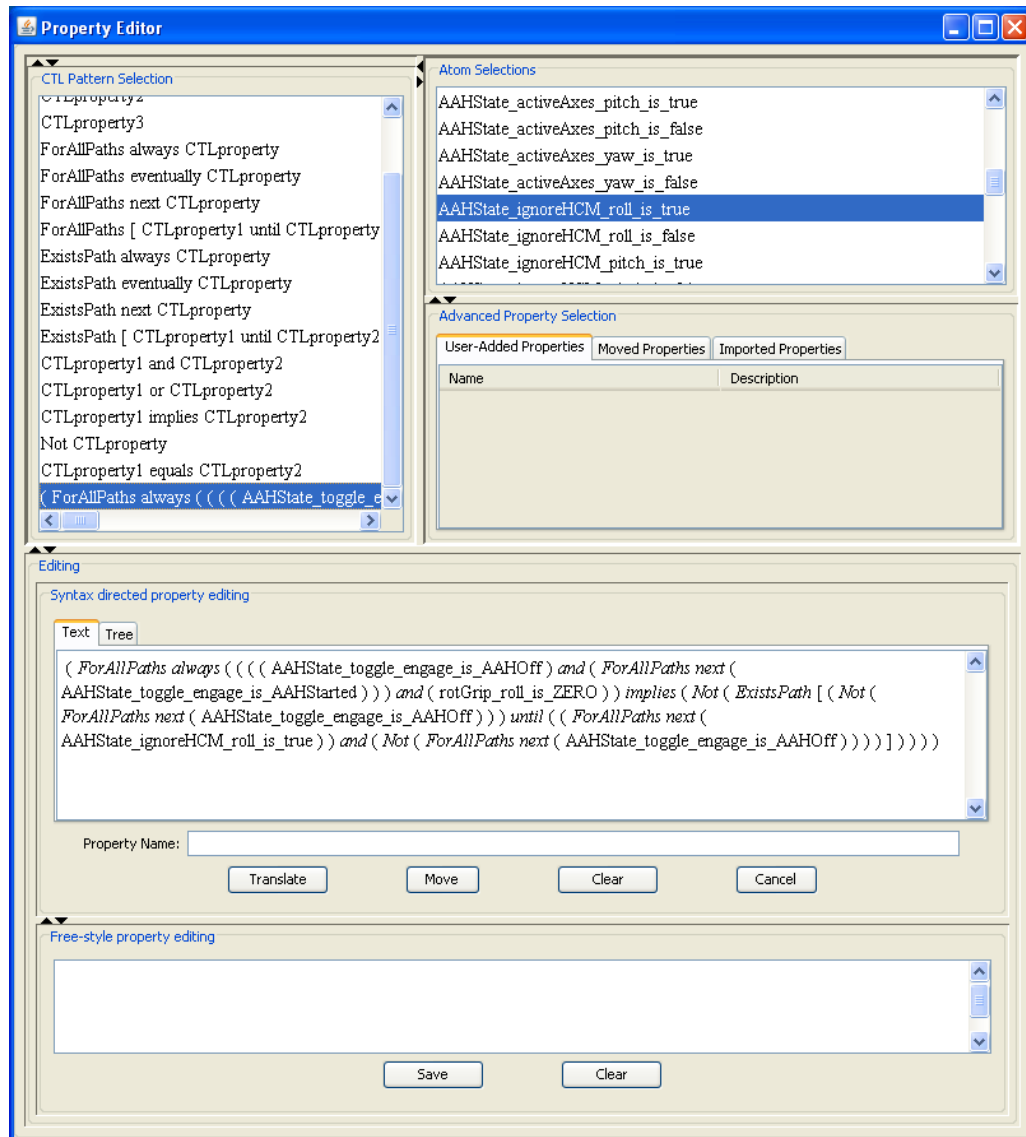 Property Editor
CTL Pattern Selection
CTLproperty2
CTLproperty3
ForAllPaths always CTLproperty
ForAllPaths eventually CTLproperty
ForAllPaths next CTLproperty
ForAllPaths [ CTLproperty1 until CTLproperty
ExistsPath always CTLproperty
ExistsPath eventually CTLproperty
ExistsPath next CTLproperty
ExistsPath [ CTLproperty1 until CTLproperty2
CTLproperty1 and CTLproperty2
CTLproperty1 or CTLproperty2
CTLproperty1 implies CTLproperty2
Not CTLproperty
CTLproperty1 equals CTLproperty2
( ForAllPaths always ( ( ( ( AAHState_toggle_e
Atom Selections
AAHState_activeAxes_pitch_is_true
AAHState_activeAxes_pitch_is_false
AAHState_activeAxes_yaw_is_true
AAHState_activeAxes_yaw_is_false
AAHState_ignoreHCM_roll_is_true
AAHState_ignoreHCM_roll_is_false
AAHState_ignoreHCM_pitch_is_true
Advanced Property Selection
User-Added Properties Moved Properties Imported Properties
Name Description
Editing
Syntax directed property editing
Text Tree
( ForAllPaths always ( ( ( ( AAHState_toggle_engage_is_AAHOff ) and ( ForAllPaths next (
AAHState_toggle_engage_is_AAHStarted ) ) ) and ( rotGrip_roll_is_ZERO ) ) implies ( Not ( ExistsPath [ ( Not (
ForAllPaths next ( AAHState_toggle_engage_is_AAHOff ) ) ) until ( ( ForAllPaths next (
AAHState_ignoreHCM_roll_is_true ) ) and ( Not ( ForAllPaths next ( AAHState_toggle_engage_is_AAHOff ) ) ) ) ] ) ) ) )
Property Name:
Translate Move Clear Cancel
Free-style property editing
Save Clear